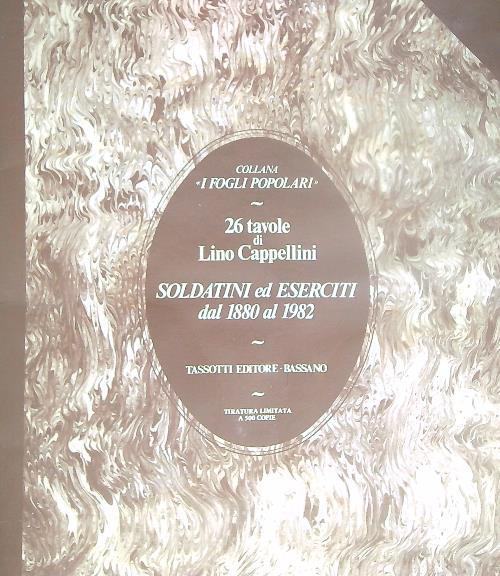 COLLANA
«I FOGLI POPOLARI»
~
26 tavole
di
Lino Cappellini
SOLDATINI ed ESERCITI
dal 1880 al 1982
~
TASSOTTI EDITORE - BASSANO
~
TIRATURA LIMITATA
A 500 COPIE